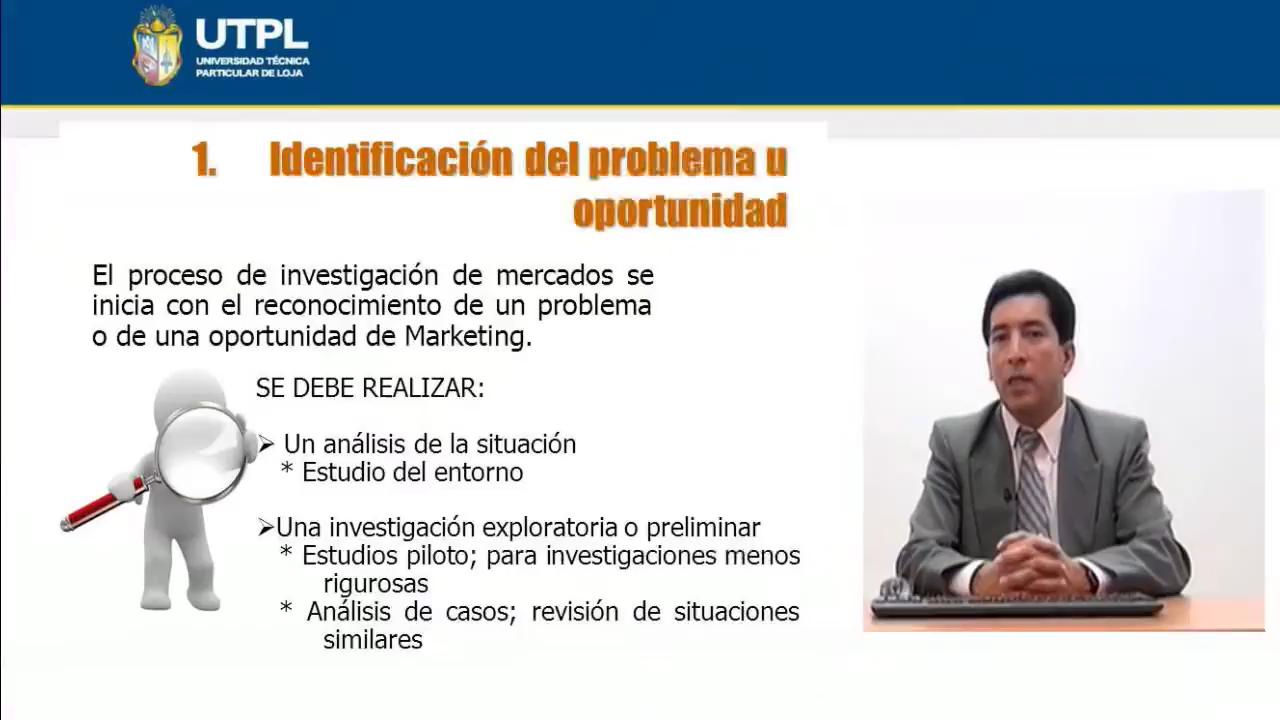 UTPL
UNIVERSIDAD TÉCNICA
PARTICULAR DE LOJA
1. Identificación del problema u
oportunidad
El proceso de investigación de mercados se
inicia con el reconocimiento de un problema
o de una oportunidad de Marketing.
SE DEBE REALIZAR:
➢ Un análisis de la situación
* Estudio del entorno
➢Una investigación exploratoria o preliminar
* Estudios piloto; para investigaciones menos
rigurosas
* Análisis de casos; revisión de situaciones
similares